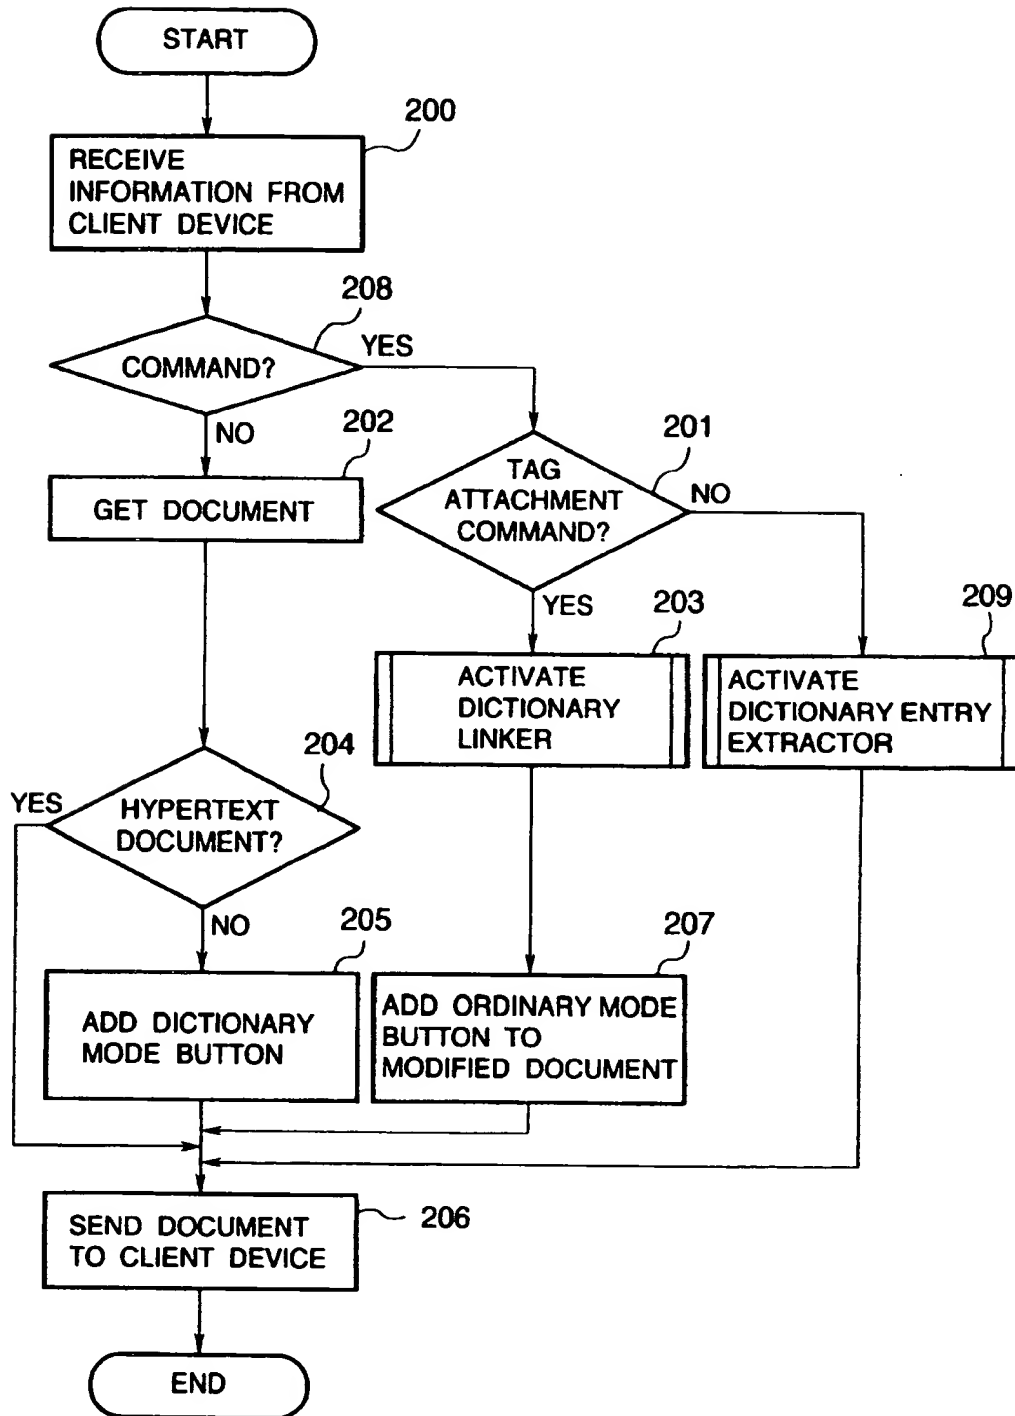 START
200
RECEIVE
INFORMATION FROM
CLIENT DEVICE
208
COMMAND?
YES
NO
202
GET DOCUMENT
201
TAG
ATTACHMENT
COMMAND?
NO
YES
203
ACTIVATE
DICTIONARY
LINKER
209
ACTIVATE
DICTIONARY ENTRY
EXTRACTOR
204
YES
HYPERTEXT
DOCUMENT?
NO
205
ADD DICTIONARY
MODE BUTTON
207
ADD ORDINARY MODE
BUTTON TO
MODIFIED DOCUMENT
SEND DOCUMENT
TO CLIENT DEVICE
206
END